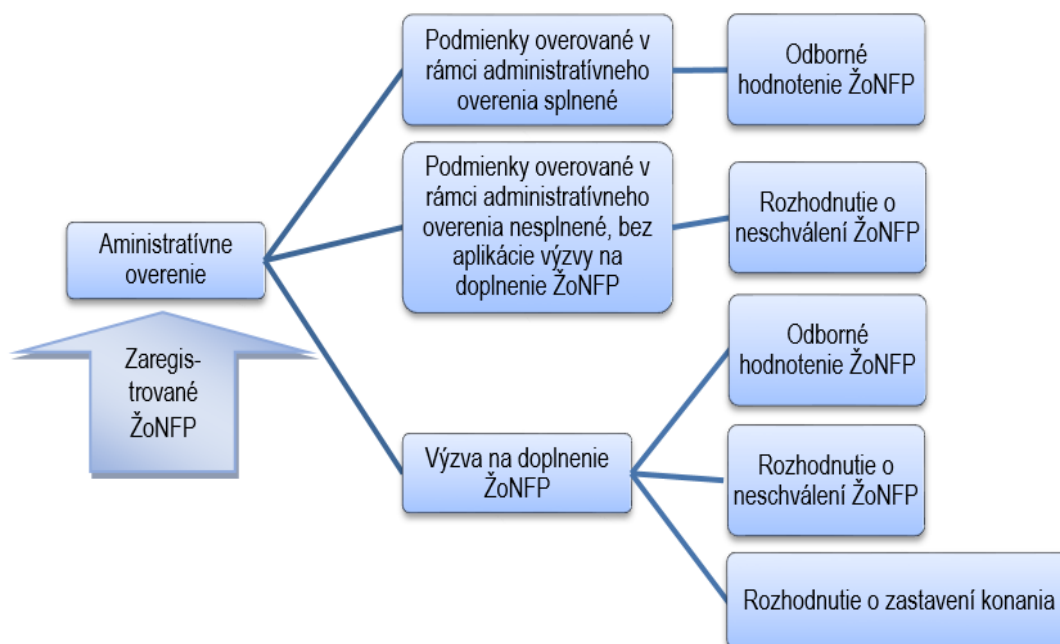 Podmienky overované v
rámci administratívneho
overenia splnené
Odborné
hodnotenie ŽoNFP
Podmienky overované v
rámci administratívneho
overenia nesplnené, bez
aplikácie výzvy na
doplnenie ŽoNFP
Rozhodnutie o
neschválení ŽoNFP
Aministratívne
overenie
Zaregis-
trované
ŽoNFP
Výzva na doplnenie
ŽoNFP
Odborné
hodnotenie ŽoNFP
Rozhodnutie o
neschválení ŽoNFP
Rozhodnutie o zastavení konania